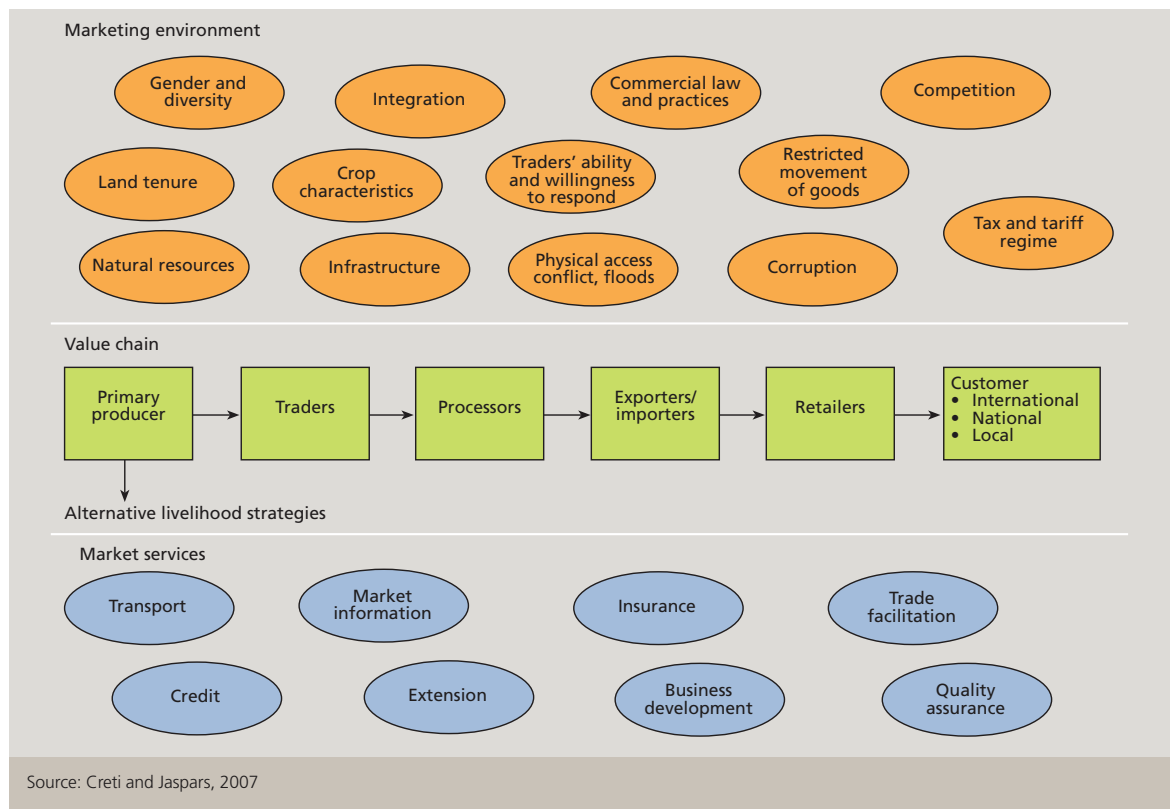 Marketing environment
Gender and
diversity
Integration
Commercial law
and practices
Competition
Land tenure
Crop
characteristics
Traders’ ability
and willingness
to respond
Restricted
movement
of goods
Tax and tariff
regime
Natural resources
Infrastructure
Physical access
conflict, floods
Corruption
Value chain
Primary
producer
Traders
Processors
Exporters/
importers
Retailers
Customer
• International
• National
• Local
Alternative livelihood strategies
Market services
Transport
Market
information
Insurance
Trade
facilitation
Credit
Extension
Business
development
Quality
assurance
Source: Creti and Jaspars, 2007